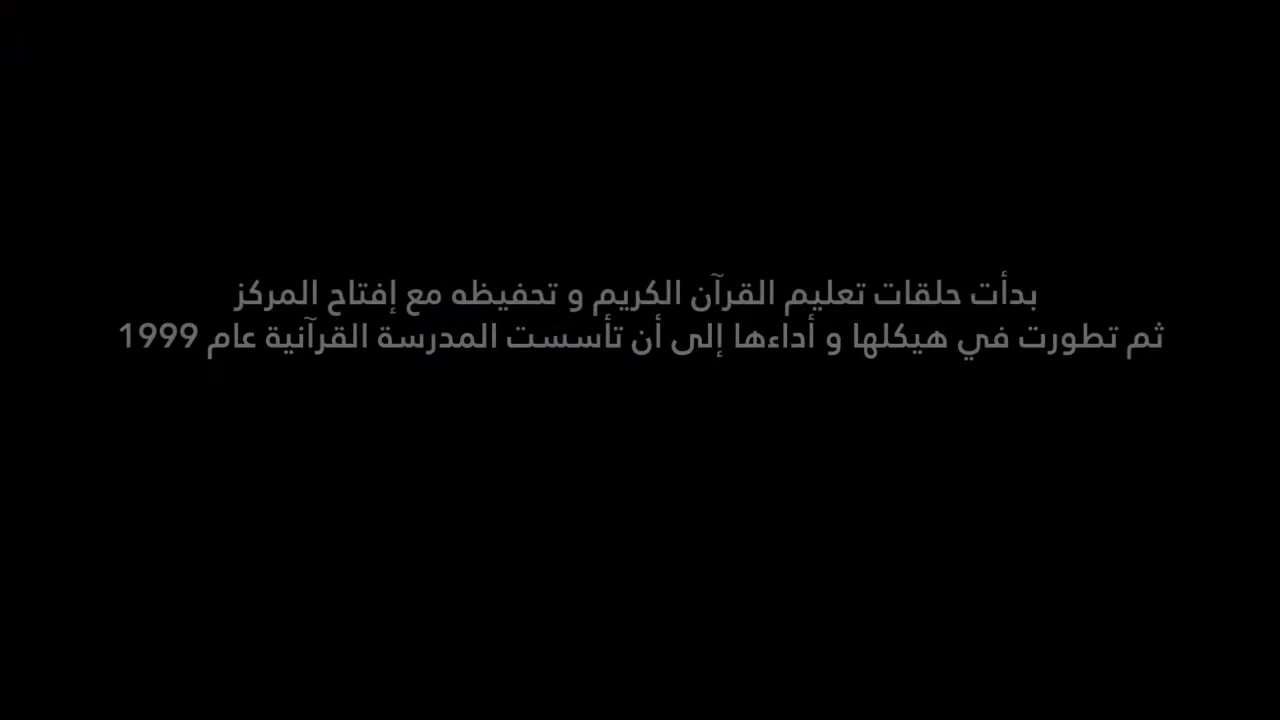 بدأت حلقات تعليم القرآن الكريم و تحفيظه مع إفتاح المركز
ثم تطورت في هيكلها و أداءها إلى أن تأسست المدرسة القرآنية عام 1999